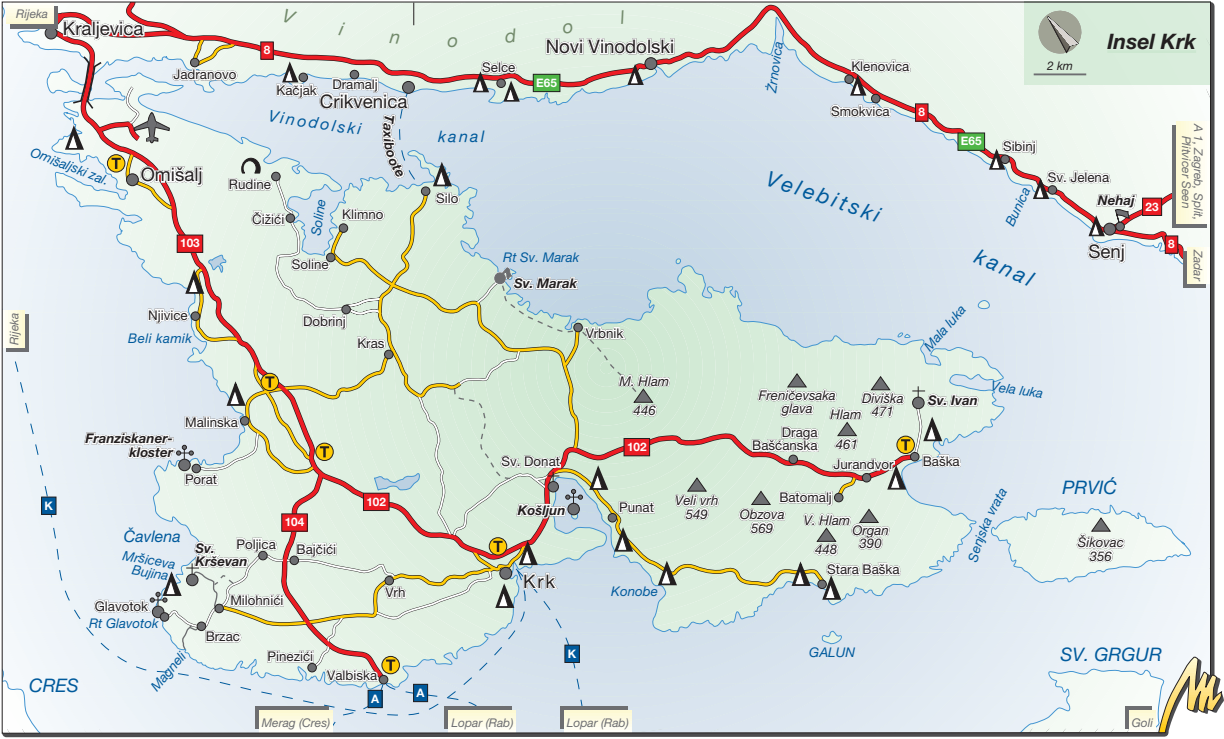 Rijeka
Kraljevica
Vinodol
8
Jadranovo
Kačjak
Dramalj
Crikvenica
Selce
E65
Novi Vinodolski
Žrnovica
Klenovica
Smokvica
8
E65
Sibinj
Sv. Jelena
Bunica
Nehaj
23
Senj
8
Insel Krk
2 km
A 1, Zagreb, Split,
Plitvicer Seen
Zadar
Vinodolski
kanal
Taxiboote
Velebitski
kanal
Omišaljski zal.
T
Omišalj
Rudine
Čižići
Soline
Klimno
Soline
Silo
Rt Sv. Marak
Sv. Marak
103
Njivice
Beli kamik
Dobrinj
Kras
Vrbnik
Rijeka
T
Malinska
Franziskaner-
kloster
Porat
T
M. Hlam
446
Freničevsaka
glava
Diviška
471
Hlam
461
Sv. Ivan
Mala luka
Vela luka
102
Draga
Bašćanska
T
Baška
Jurandvor
Batomalj
Sv. Donat
Košljun
Punat
Veli vrh
549
Obzova
569
V. Hlam
448
Organ
390
Stara Baška
Senjska vrata
PRVIĆ
Šikovac
356
K
102
104
Čavlena
Mršiceva
Bujina
Sv.
Krševan
Poljica
Bajčići
T
Krk
Konobe
Glavotok
Rt Glavotok
Milohnići
Brzac
Vrh
Magneli
Pinezići
Valbiska
T
A
A
K
GALUN
SV. GRGUR
CRES
Merag (Cres)
Lopar (Rab)
Lopar (Rab)
Goli